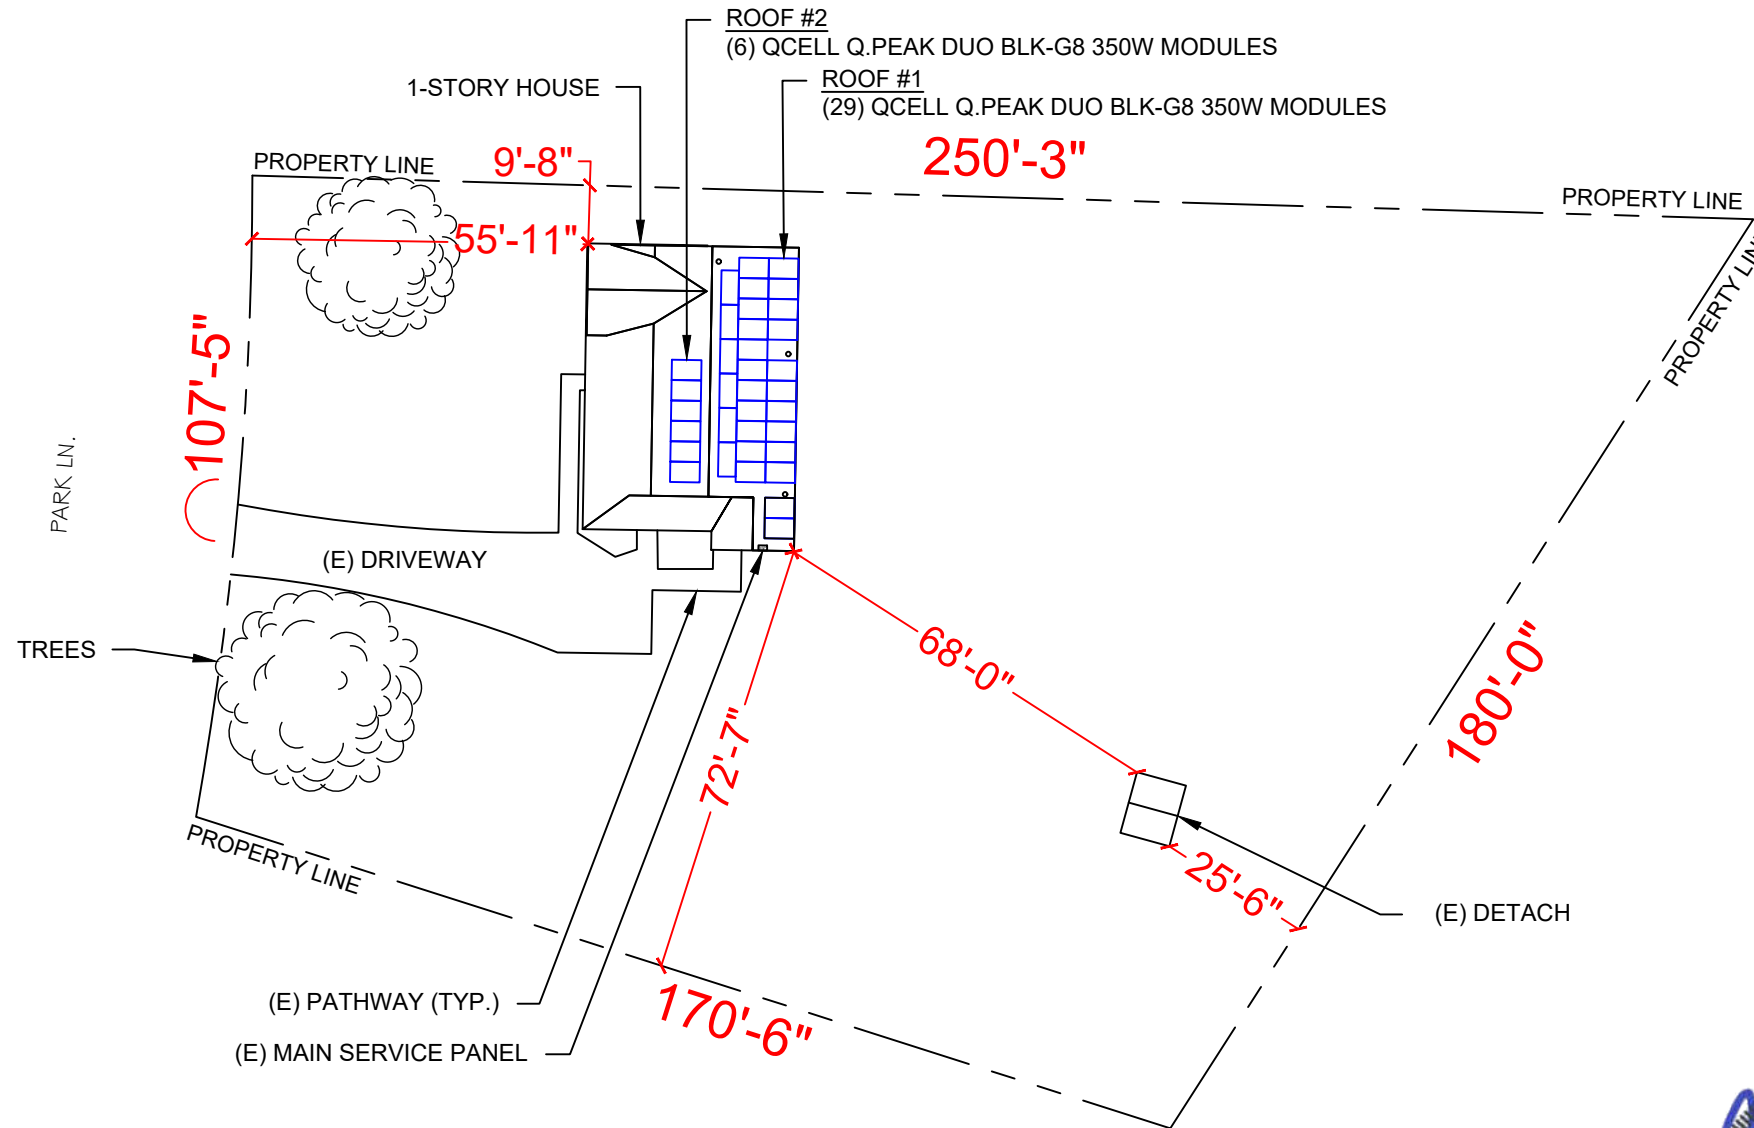 ROOF #2
(6) QCELL Q.PEAK DUO BLK-G8 350W MODULES
1-STORY HOUSE
ROOF #1
(29) QCELL Q.PEAK DUO BLK-G8 350W MODULES
250'-3"
PROPERTY LINE
9'-8"
PROPERTY LINE
55'-11"
PROPERTY LINE
107'-5"
PARK LN.
(E) DRIVEWAY
TREES
68'-0"
180'-0"
72'-7"
PROPERTY LINE
25'-6"
(E) DETACH
(E) PATHWAY (TYP.)
170'-6"
(E) MAIN SERVICE PANEL